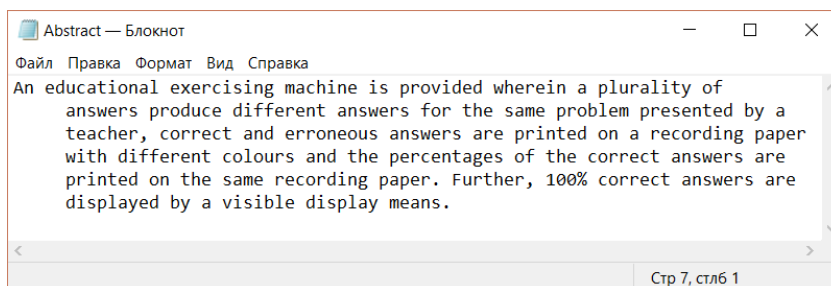 Abstract — Блокнот
Файл Правка Формат Вид Справка
An educational exercising machine is provided wherein a plurality of
answers produce different answers for the same problem presented by a
teacher, correct and erroneous answers are printed on a recording paper
with different colours and the percentages of the correct answers are
printed on the same recording paper. Further, 100% correct answers are
displayed by a visible display means.
Стр 7, стлб 1